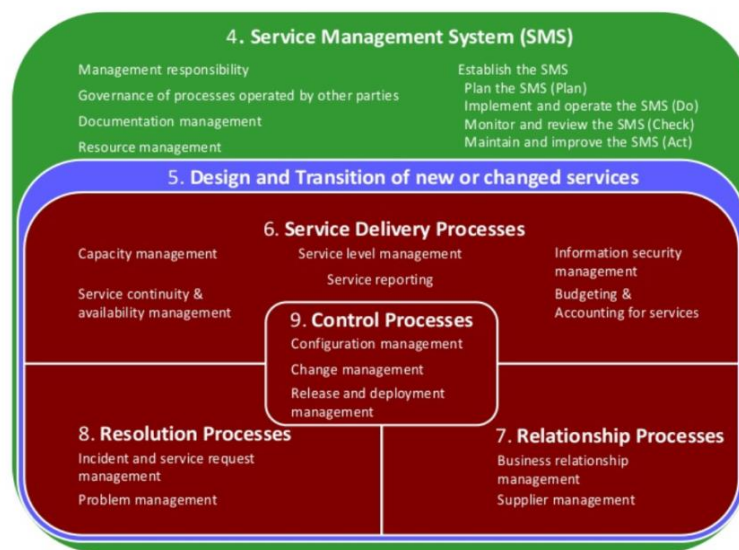 4. Service Management System (SMS)
Management responsibility
Governance of processes operated by other parties
Documentation management
Resource management
Establish the SMS
Plan the SMS (Plan)
Implement and operate the SMS (Do)
Monitor and review the SMS (Check)
Maintain and improve the SMS (Act)
5. Design and Transition of new or changed services
6. Service Delivery Processes
Capacity management
Service continuity &
availability management
Service level management
Service reporting
Information security
management
Budgeting &
Accounting for services
9. Control Processes
Configuration management
Change management
Release and deployment
management
8. Resolution Processes
Incident and service request
management
Problem management
7. Relationship Processes
Business relationship
management
Supplier management